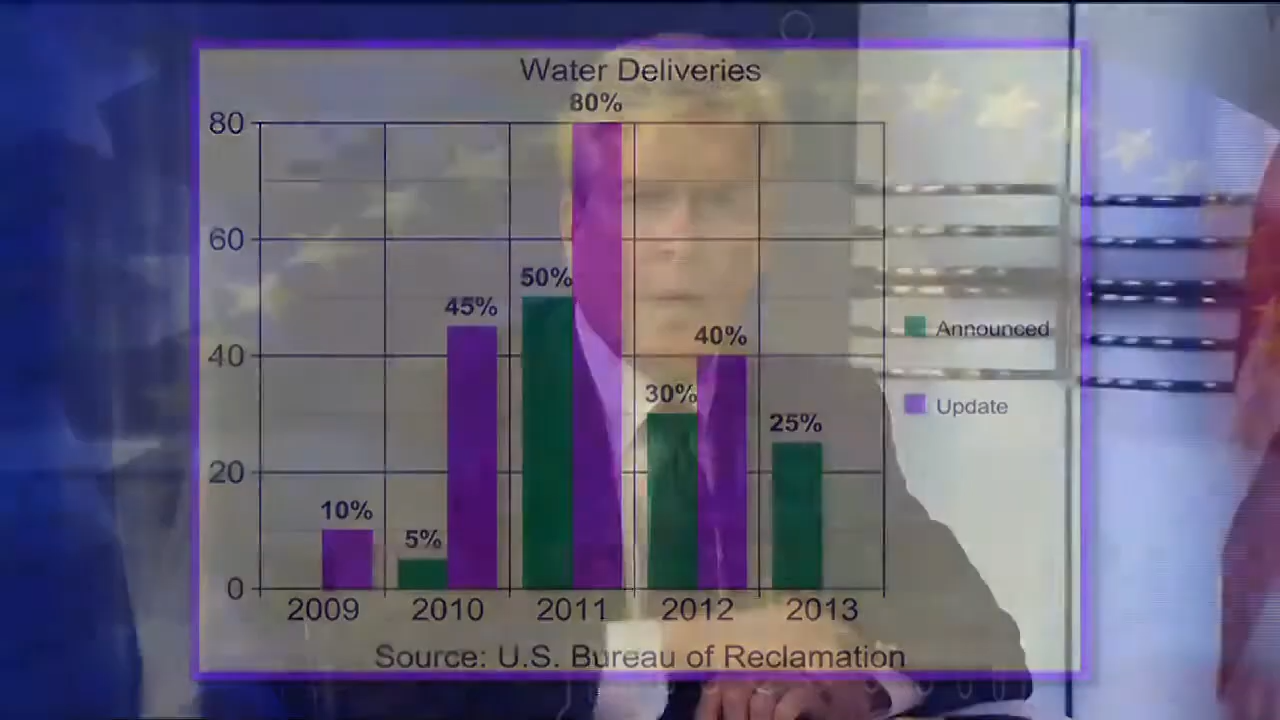 Water Deliveries
80%
80
60
50%
45%
Announced
40%
40
30%
Update
25%
20
10%
5%
0
2009 2010 2011 2012 2013
Source: U.S. Bureau of Reclamation